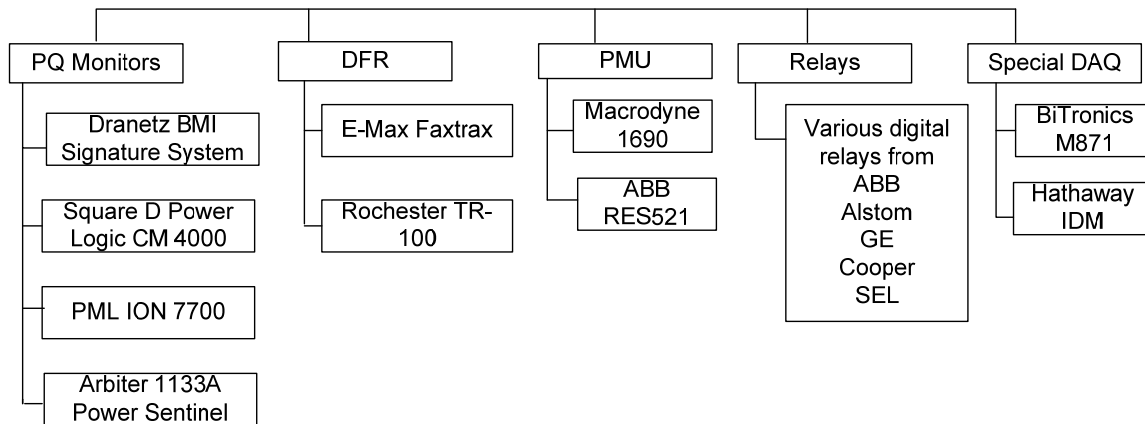 PQ Monitors
DFR
PMU
Relays
Special DAQ
Dranetz BMI
Signature System
Square D Power
Logic CM 4000
PML ION 7700
Arbiter 1133A
Power Sentinel
E-Max Faxtrax
Rochester TR-
100
Macrodyne
1690
ABB
RES521
Various digital
relays from
ABB
Alstom
GE
Cooper
SEL
BiTronics
M871
Hathaway
IDM